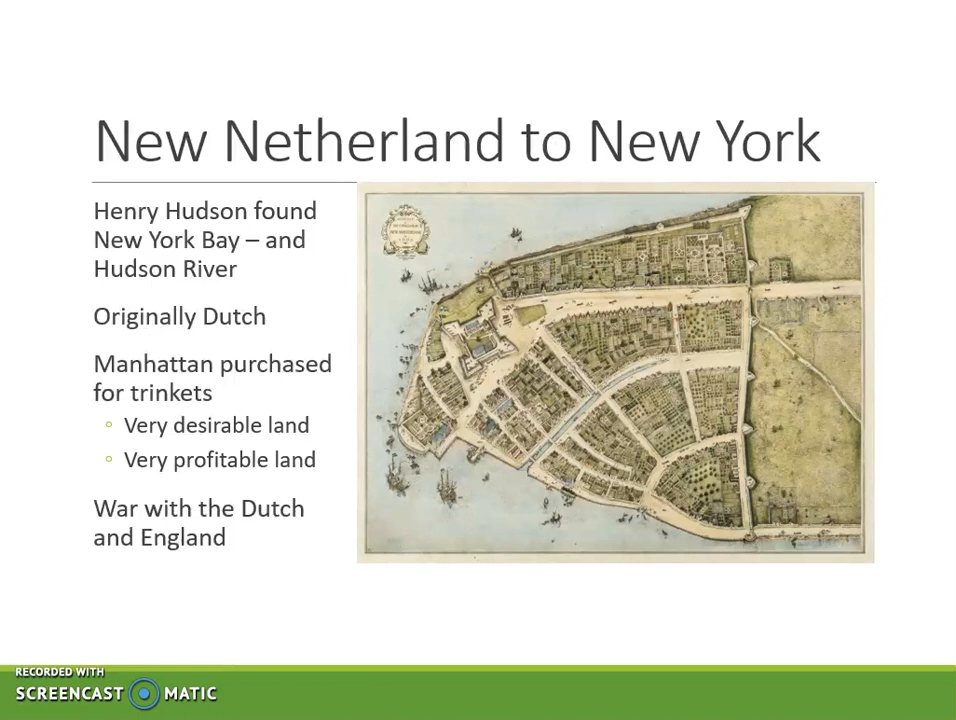 New Netherland to New York
Henry Hudson found
New York Bay – and
Hudson River
Originally Dutch
Manhattan purchased
for trinkets
◦ Very desirable land
◦ Very profitable land
War with the Dutch
and England
RECORDED WITH
SCREENCAST MATIC